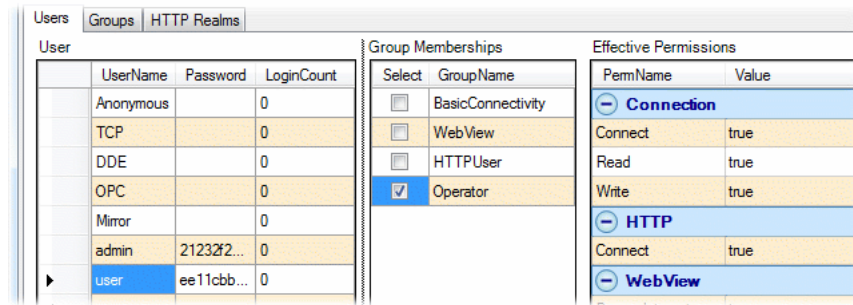 Users Groups HTTP Realms
User Group Memberships Effective Permissions
UserName Password LoginCount Select GroupName PermName Value
Anonymous 0 BasicConnectivity Connection
TCP 0 WebView Connect true
DDE 0 HTTPUser Read true
OPC 0 Operator Write true
Mirror 0 HTTP
admin 21232f2... 0 Connect true
user ee11cbb... 0 WebView